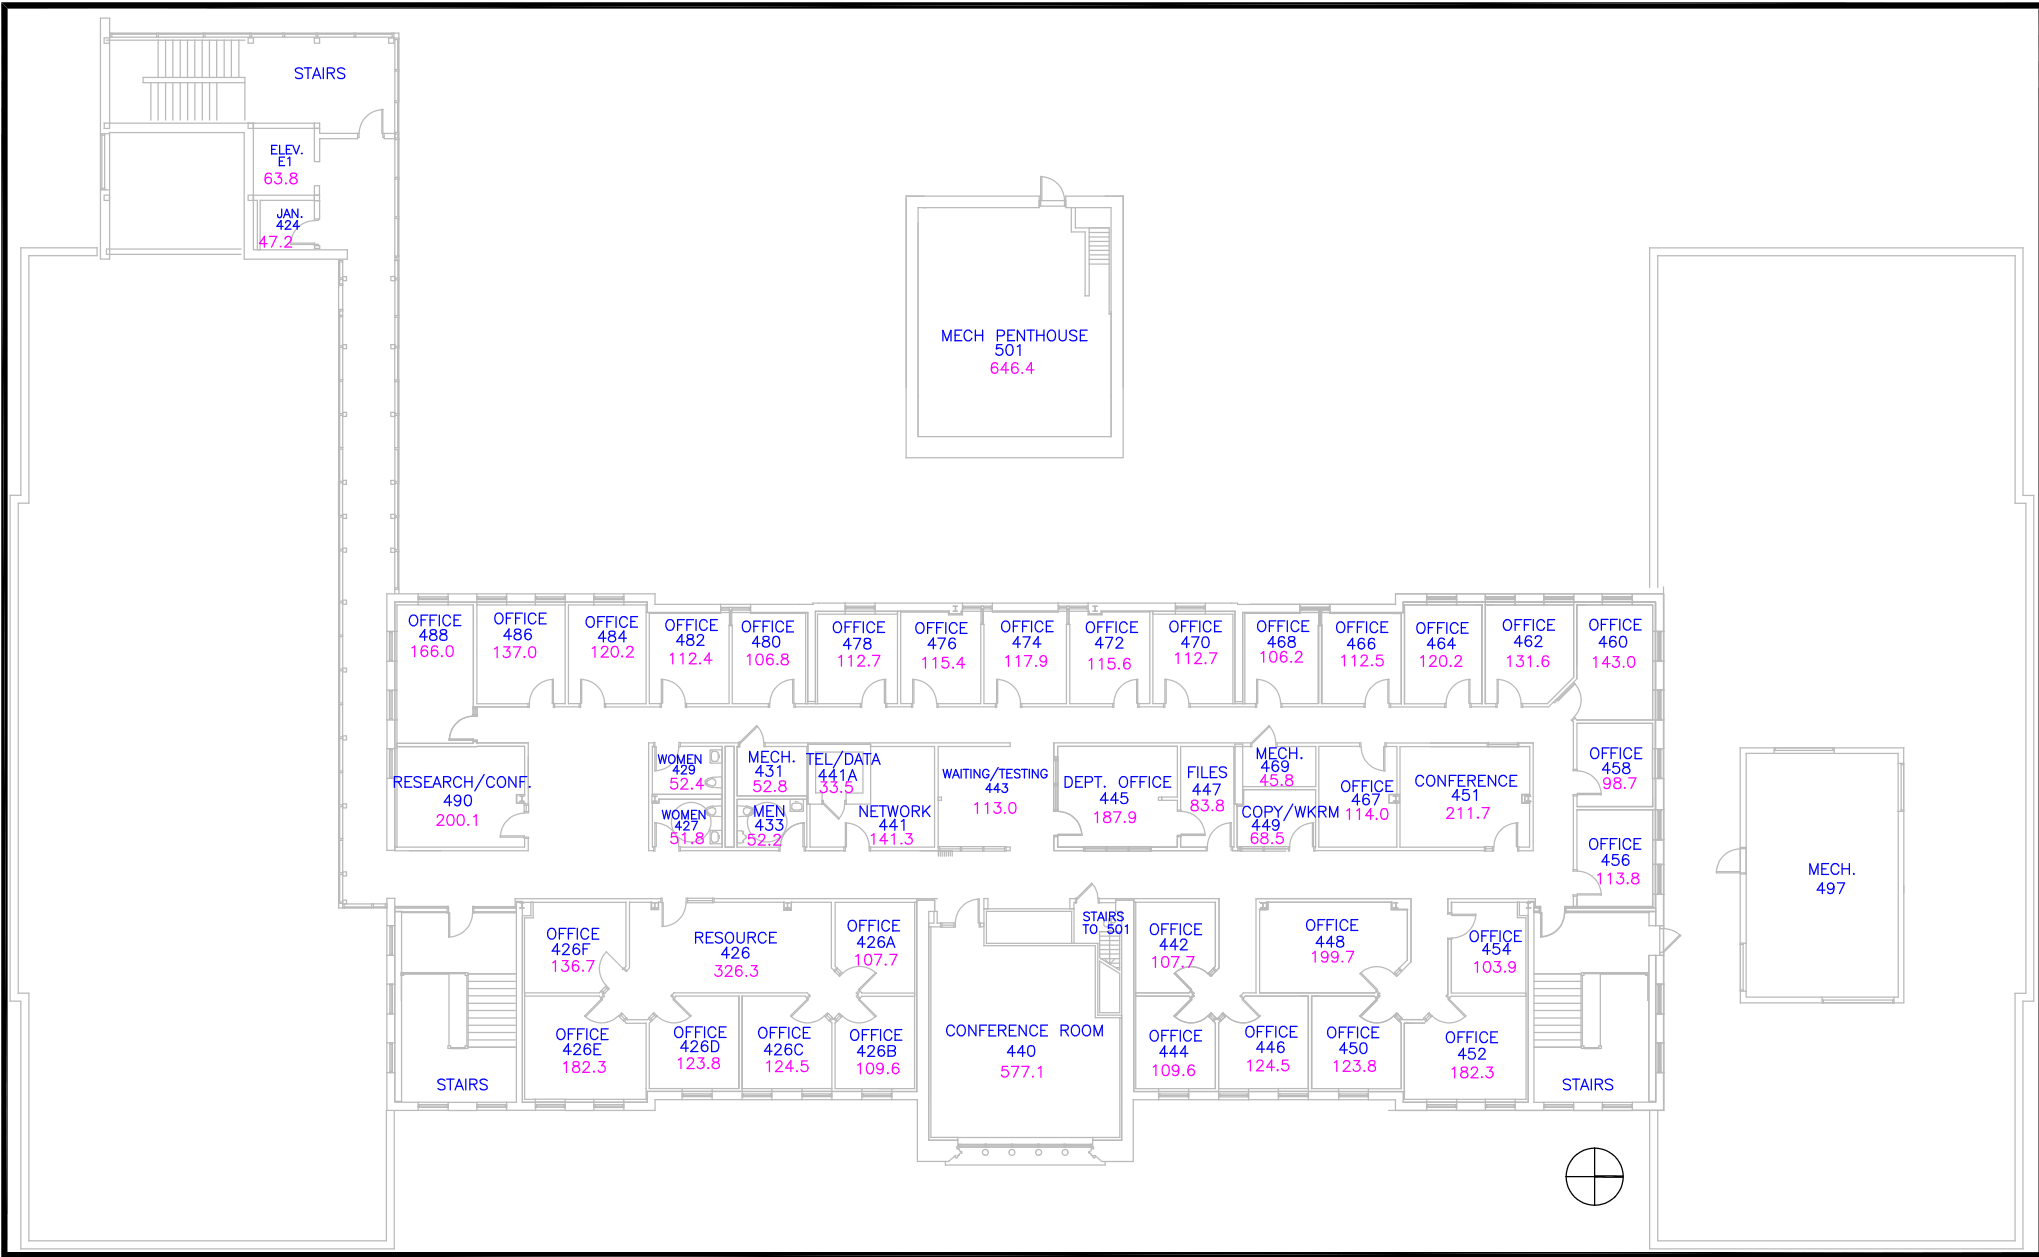 STAIRS
ELEV.
E1
63.8
JAN.
424
47.2
MECH PENTHOUSE
501
646.4
OFFICE
488
166.0
OFFICE
486
137.0
OFFICE
484
120.2
OFFICE
482
112.4
OFFICE
480
106.8
OFFICE
478
112.7
OFFICE
476
115.4
OFFICE
474
117.9
OFFICE
472
115.6
OFFICE
470
112.7
OFFICE
468
106.2
OFFICE
466
112.5
OFFICE
464
120.2
OFFICE
462
131.6
OFFICE
460
143.0
RESEARCH/CONF.
490
200.1
WOMEN
429
52.4
WOMEN
427
51.8
MECH.
431
52.8
MEN
433
52.2
TEL/DATA
441A
33.5
NETWORK
441
141.3
WAITING/TESTING
443
113.0
DEPT. OFFICE
445
187.9
FILES
447
83.8
MECH.
469
45.8
COPY/WKRM
449
68.5
OFFICE
467
114.0
CONFERENCE
451
211.7
OFFICE
458
98.7
OFFICE
456
113.8
MECH.
497
OFFICE
426F
136.7
RESOURCE
426
326.3
OFFICE
426A
107.7
STAIRS
TO 501
OFFICE
442
107.7
OFFICE
448
199.7
OFFICE
454
103.9
OFFICE
426E
182.3
OFFICE
426D
123.8
OFFICE
426C
124.5
OFFICE
426B
109.6
CONFERENCE ROOM
440
577.1
OFFICE
444
109.6
OFFICE
446
124.5
OFFICE
450
123.8
OFFICE
452
182.3
STAIRS
STAIRS